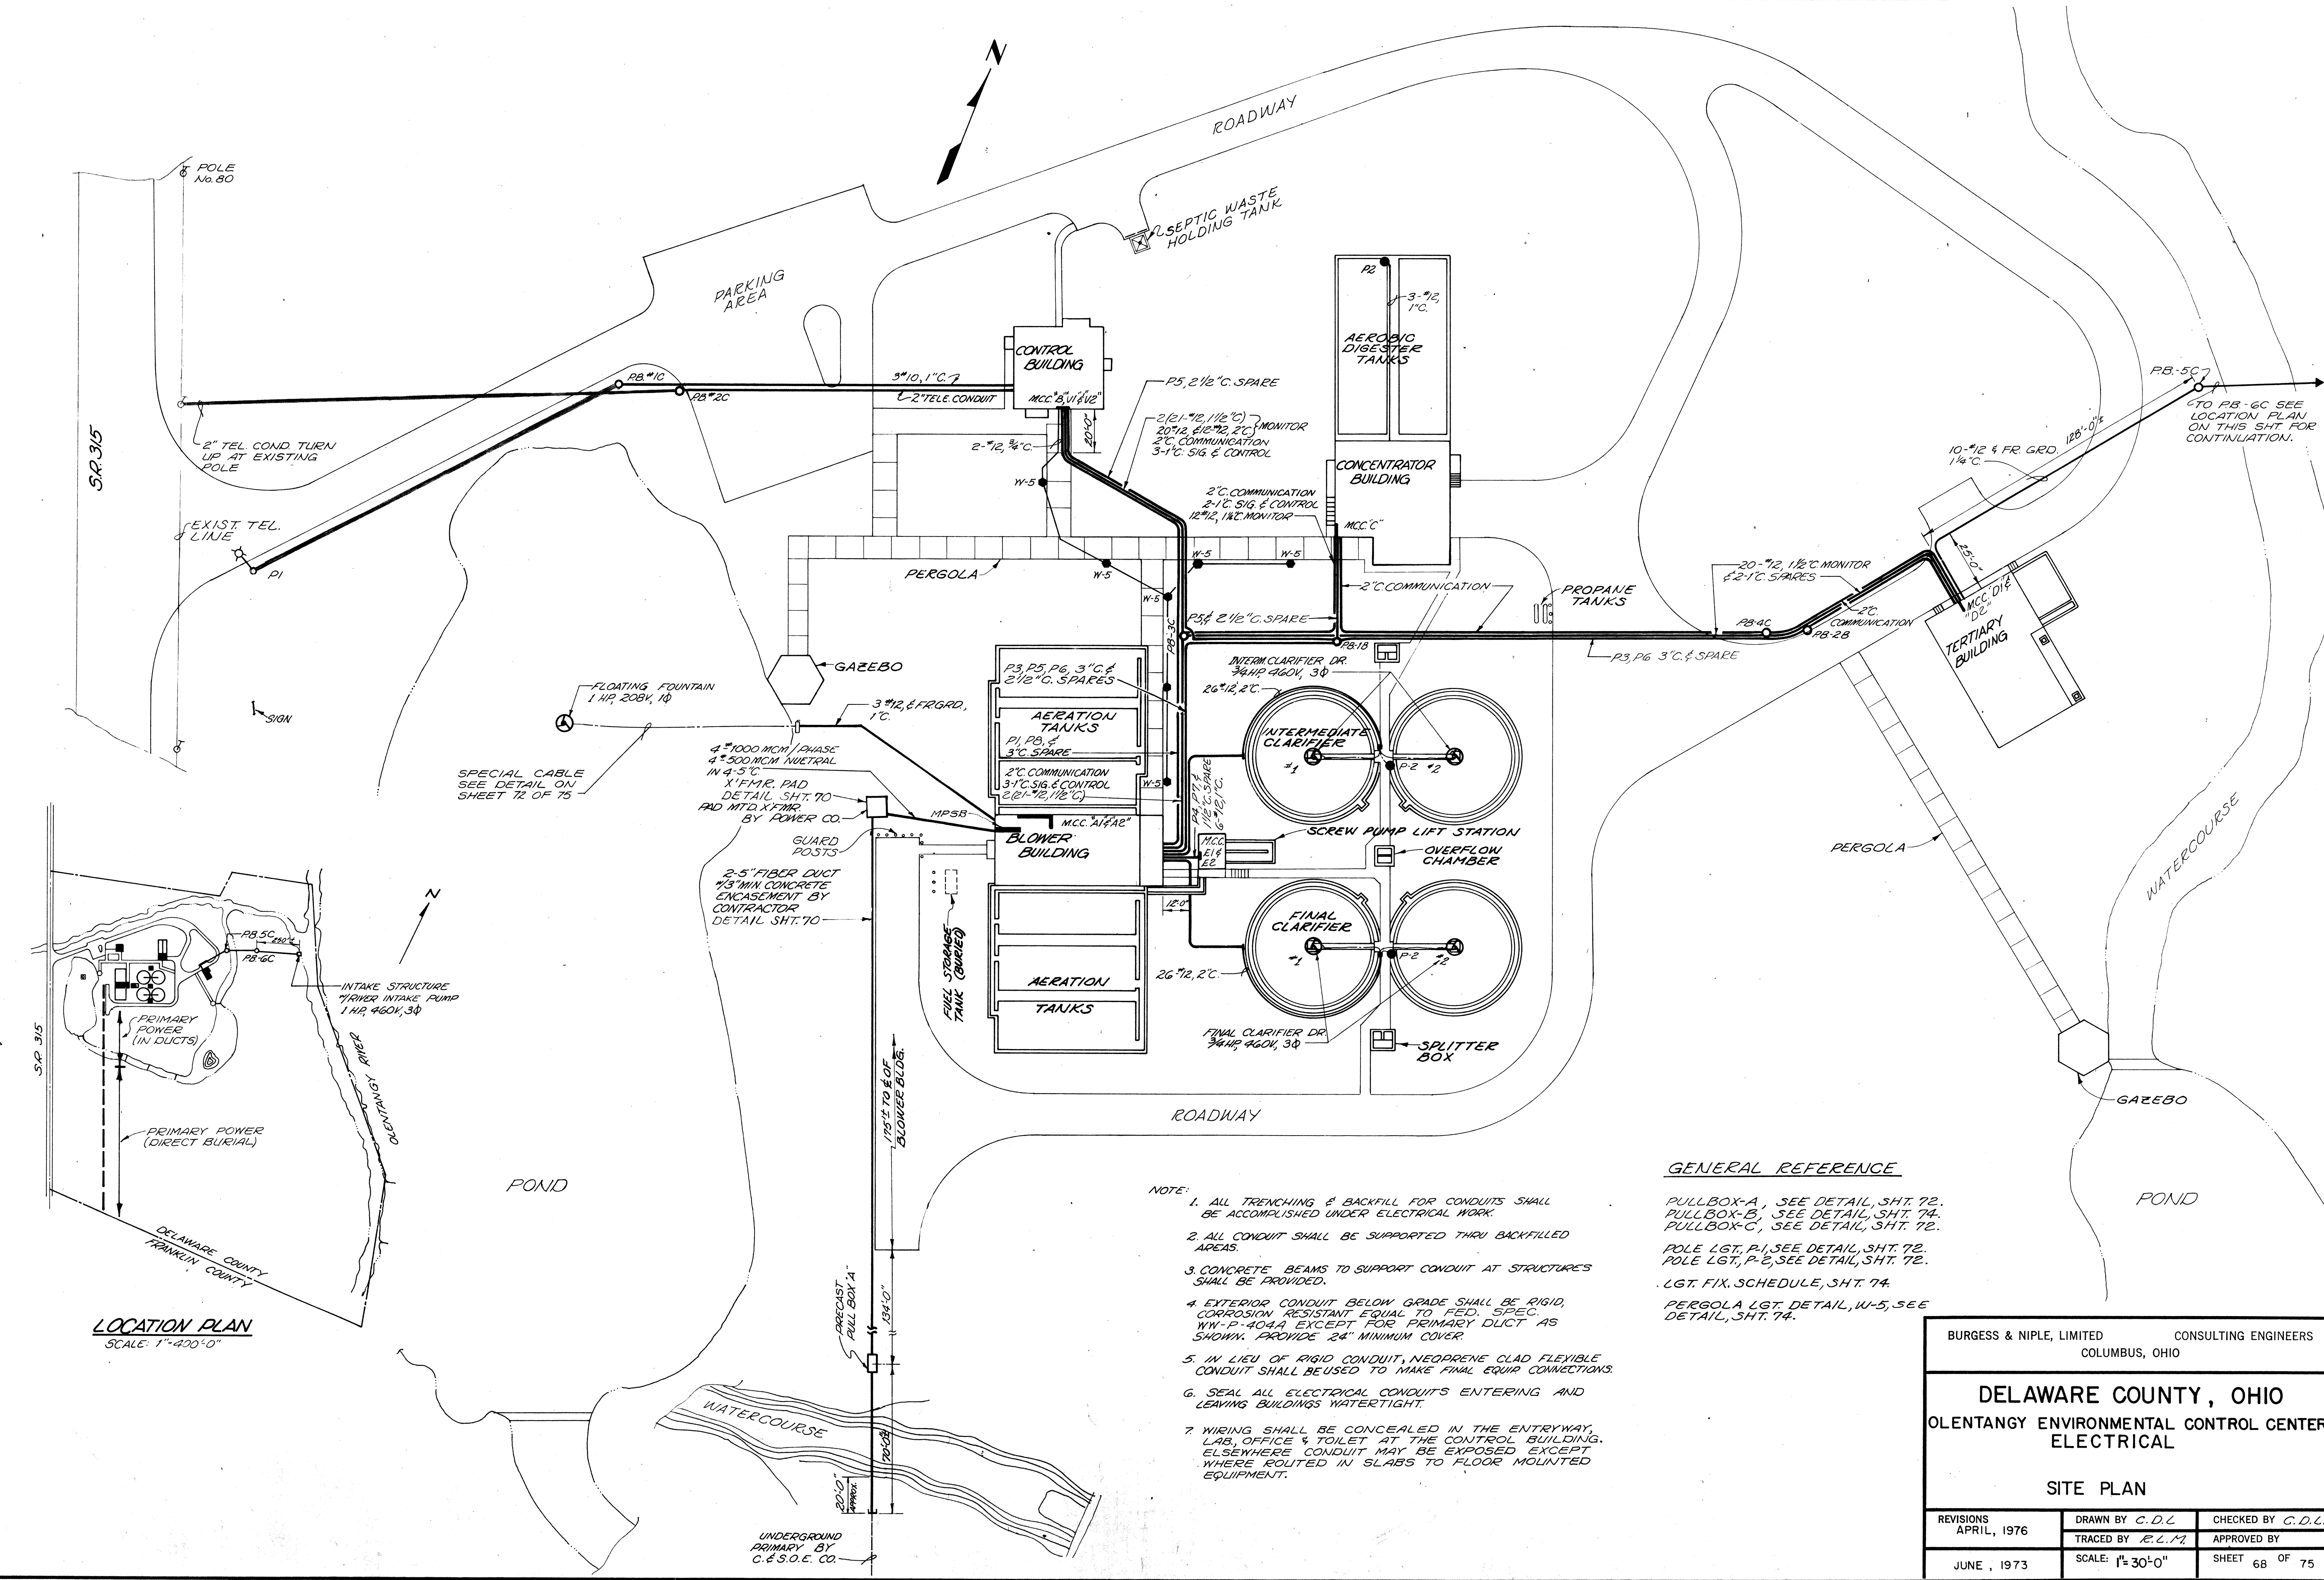 N
ROADWAY
POLE
No. 80
SEPTIC WASTE
HOLDING TANK
PARKING
AREA
P2
3-#12,
1"C.
AEROBIC
DIGESTER
TANKS
CONTROL
BUILDING
M.C.C. "B", V1 & "V2"
P.B. #1C
P.B. #2C
3#10, 1"C.
2" TELE. CONDUIT
P5, 2 1/2" C. SPARE
2(21-#12, 1 1/2"C)
20#12, & 12-#12, 2"C
MONITOR
2"C, COMMUNICATION
3-1"C. SIG. & CONTROL
20'-0"
2-#12, 3/4"C.
W-5
P.B.-5C
TO P.B.-6C SEE
LOCATION PLAN
ON THIS SHT. FOR
CONTINUATION.
128'-0"±
10-#12 & FR. GRD.
1 1/4"C.
S.R. 315
2" TEL. COND. TURN
UP AT EXISTING
POLE
EXIST. TEL.
LINE
P1
CONCENTRATOR
BUILDING
2"C. COMMUNICATION
2-1"C. SIG. & CONTROL
12#12, 1 1/4"C. MONITOR
M.C.C. "C"
W-5
W-5
W-5
W-5
PERGOLA
2"C. COMMUNICATION
PROPANE
TANKS
20-#12, 1 1/2"C MONITOR
& 2-1"C. SPARES
25'-0"
M.C.C. "D1 &
"D2"
2"C.
COMMUNICATION
TERTIARY
BUILDING
PB-4C
PB-2B
P3, P6 3"C. & SPARE
P5 & 2 1/2"C. SPARE
PB-3C
PB-1B
GAZEBO
FLOATING FOUNTAIN
1 HP, 208V, 1Φ
SIGN
3 #12, & FR GRD.,
1"C.
SPECIAL CABLE
SEE DETAIL ON
SHEET 72 OF 75
4-#1000 MCM / PHASE
4-#500 MCM NUETRAL
IN 4-5"C.
X'FMR. PAD
DETAIL SHT. 70
PAD MTD. X'FMR.
BY POWER CO.
GUARD
POSTS
MPSB
P3, P5, P6, 3"C. &
2 1/2"C. SPARES
AERATION
TANKS
P1, P8, &
3"C. SPARE
2"C. COMMUNICATION
3-1"C. SIG. & CONTROL
2(21-#12, 1 1/2"C)
M.C.C. "A1 & A2"
BLOWER
BUILDING
W-5
INTERM. CLARIFIER DR.
3/4 HP, 460V, 3Φ
26 #12, 2"C.
INTERMEDIATE
CLARIFIER
#1
P-2
#2
P4, P7, &
1 1/2"C. SPARE
6-#12, 1"C.
SCREW PUMP LIFT STATION
M.C.C.
E1 &
E2
OVERFLOW
CHAMBER
12'-0"
2-5" FIBER DUCT
W/3" MIN. CONCRETE
ENCASEMENT BY
CONTRACTOR
DETAIL SHT. 70
FUEL STORAGE
TANK (BURIED)
AERATION
TANKS
FINAL
CLARIFIER
#1
P-2
#2
26-#12, 2"C.
FINAL CLARIFIER DR.
3/4 HP, 460V, 3Φ
SPLITTER
BOX
PERGOLA
WATERCOURSE
GAZEBO
POND
ROADWAY
175'± TO ℄ OF
BLOWER BLDG.
134'-0"
PRECAST
PULL BOX "A"
WATERCOURSE
20'-0"
APPROX.
UNDERGROUND
PRIMARY BY
C. & S.O.E. CO.
POND
N
P.B. 5C
PB-6C
INTAKE STRUCTURE
W/RIVER INTAKE PUMP
1 HP, 460V, 3Φ
PRIMARY
POWER
(IN DUCTS)
S.R. 315
OLENTANGY RIVER
PRIMARY POWER
(DIRECT BURIAL)
DELAWARE COUNTY
FRANKLIN COUNTY
LOCATION PLAN
SCALE: 1"-400'-0"
NOTE:
1. ALL TRENCHING & BACKFILL FOR CONDUITS SHALL
BE ACCOMPLISHED UNDER ELECTRICAL WORK.
2. ALL CONDUIT SHALL BE SUPPORTED THRU BACKFILLED
AREAS.
3. CONCRETE BEAMS TO SUPPORT CONDUIT AT STRUCTURES
SHALL BE PROVIDED.
4. EXTERIOR CONDUIT BELOW GRADE SHALL BE RIGID,
CORROSION RESISTANT EQUAL TO FED. SPEC.
WW-P-404A EXCEPT FOR PRIMARY DUCT AS
SHOWN. PROVIDE 24" MINIMUM COVER.
5. IN LIEU OF RIGID CONDUIT, NEOPRENE CLAD FLEXIBLE
CONDUIT SHALL BE USED TO MAKE FINAL EQUIP. CONNECTIONS.
6. SEAL ALL ELECTRICAL CONDUITS ENTERING AND
LEAVING BUILDINGS WATERTIGHT.
7. WIRING SHALL BE CONCEALED IN THE ENTRYWAY,
LAB., OFFICE & TOILET AT THE CONTROL BUILDING.
ELSEWHERE CONDUIT MAY BE EXPOSED EXCEPT
WHERE ROUTED IN SLABS TO FLOOR MOUNTED
EQUIPMENT.
GENERAL REFERENCE
PULLBOX-A, SEE DETAIL, SHT. 72.
PULLBOX-B, SEE DETAIL, SHT. 74.
PULLBOX-C, SEE DETAIL, SHT. 72.
POLE LGT., P-1, SEE DETAIL, SHT. 72.
POLE LGT., P-2, SEE DETAIL, SHT. 72.
LGT. FIX. SCHEDULE, SHT. 74.
PERGOLA LGT. DETAIL, W-5, SEE
DETAIL, SHT. 74.
BURGESS & NIPLE, LIMITED CONSULTING ENGINEERS
COLUMBUS, OHIO
DELAWARE COUNTY, OHIO
OLENTANGY ENVIRONMENTAL CONTROL CENTER
ELECTRICAL
SITE PLAN
REVISIONS
APRIL, 1976
DRAWN BY C.D.L
CHECKED BY C.D.L.
TRACED BY R.L.M.
APPROVED BY
JUNE, 1973
SCALE: 1"=30'-0"
SHEET 68 OF 75